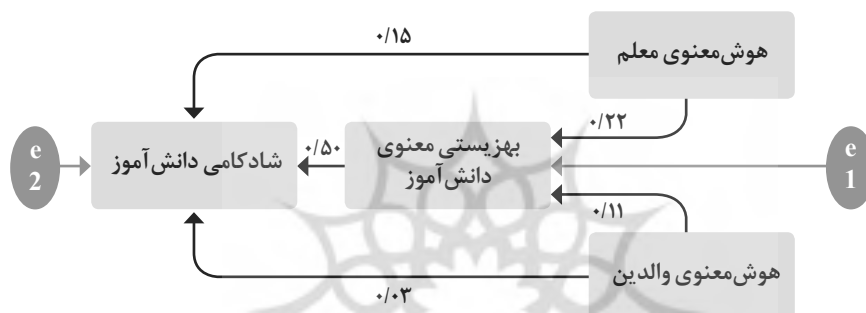 ۰/۱۵
هوش‌معنوی معلم
۰/۲۲
e
1
بهزیستی معنوی
دانش‌آموز
۰/۵۰
شادکامی دانش‌آموز
e
2
۰/۱۱
هوش‌معنوی والدین
۰/۰۳